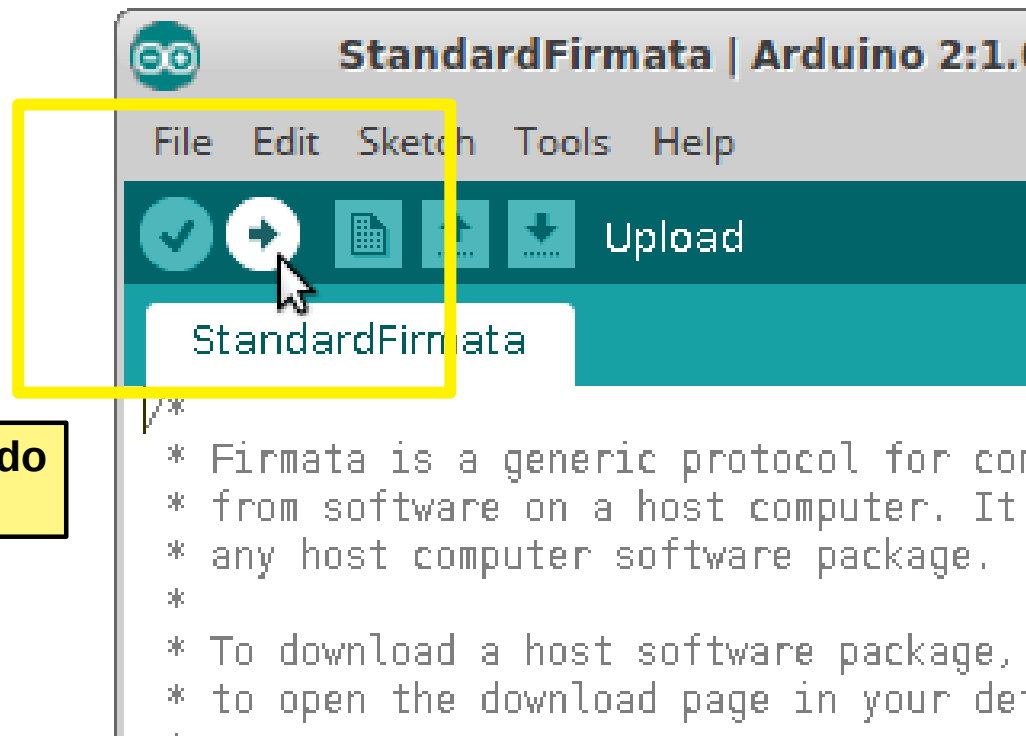 StandardFirmata | Arduino 2:1.
File Edit Sketch Tools Help
Upload
StandardFirmata
/*
do
* Firmata is a generic protocol for
* from software on a host computer. It
* any host computer software package.
*
* To download a host software package,
* to open the download page in your